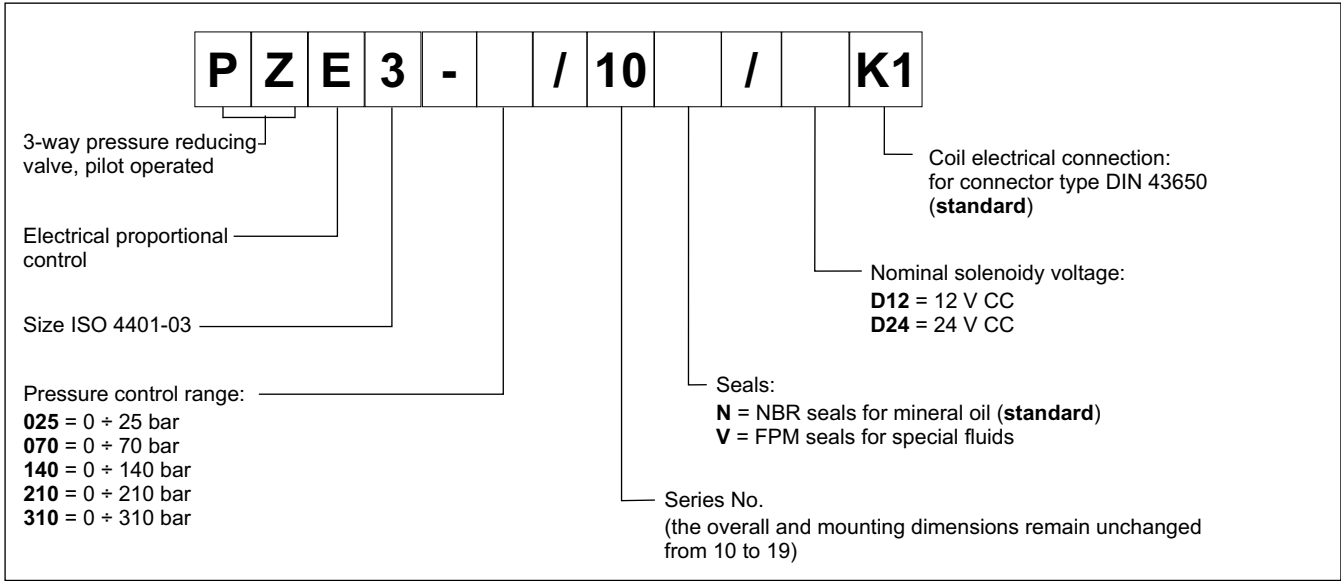 P Z E 3 - / 10 / K1
3-way pressure reducing
valve, pilot operated
Electrical proportional
control
Size ISO 4401-03
Pressure control range:
025 = 0 ÷ 25 bar
070 = 0 ÷ 70 bar
140 = 0 ÷ 140 bar
210 = 0 ÷ 210 bar
310 = 0 ÷ 310 bar
Coil electrical connection:
for connector type DIN 43650
(standard)
Nominal solenoidy voltage:
D12 = 12 V CC
D24 = 24 V CC
Seals:
N = NBR seals for mineral oil (standard)
V = FPM seals for special fluids
Series No.
(the overall and mounting dimensions remain unchanged
from 10 to 19)